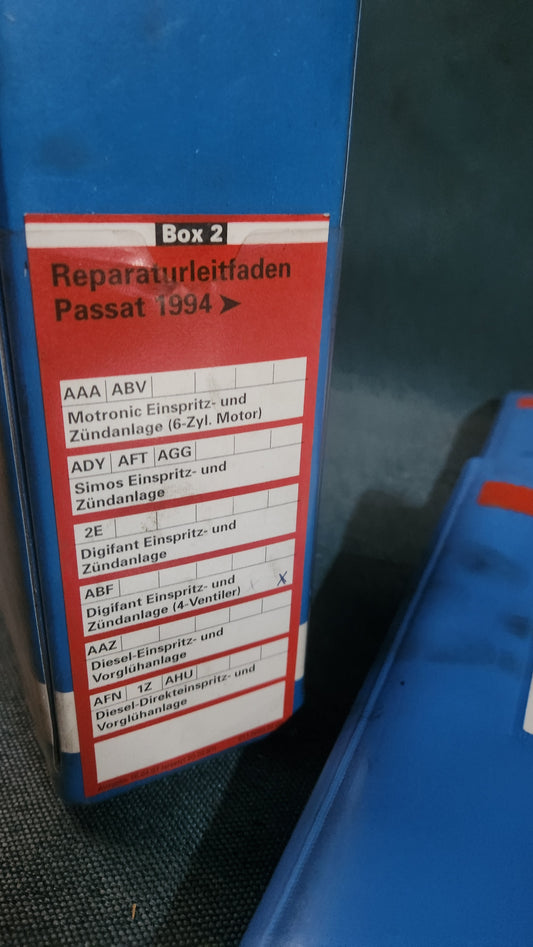 Box 2
Reparaturleitfaden
Passat 1994 ➤
AAA ABV
Motronic Einspritz- und
Zündanlage (6-Zyl. Motor)
ADY AFT AGG
Simos Einspritz- und
Zündanlage
2E
Digifant Einspritz- und
Zündanlage
ABF
Digifant Einspritz- und
Zündanlage (4-Ventiler) X
AAZ
Diesel-Einspritz- und
Vorglühanlage
AFN 1Z AHU
Diesel-Direkteinspritz- und
Vorglühanlage